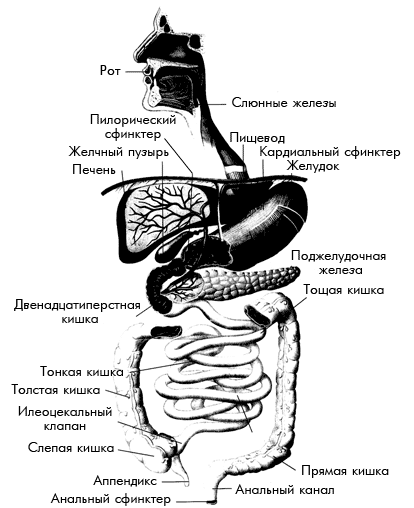 Рот
Слюнные железы
Пилорический
сфинктер
Пищевод
Желчный пузырь
Кардиальный сфинктер
Печень
Желудок
Поджелудочная
железа
Тощая кишка
Двенадцатиперстная
кишка
Тонкая кишка
Толстая кишка
Илеоцекальный
клапан
Слепая кишка
Прямая кишка
Аппендикс
Анальный канал
Анальный сфинктер